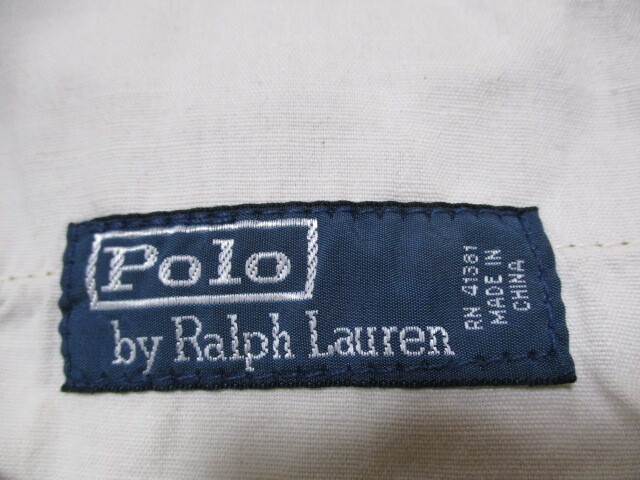 Polo
by Ralph Lauren
RN 41381
MADE IN
CHINA